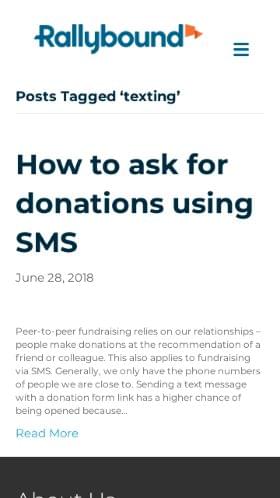 Rallybound
Posts Tagged ‘texting’
How to ask for
donations using
SMS
June 28, 2018
Peer-to-peer fundraising relies on our relationships –
people make donations at the recommendation of a
friend or colleague. This also applies to fundraising
via SMS. Generally, we only have the phone numbers
of people we are close to. Sending a text message
with a donation form link has a higher chance of
being opened because...
Read More
About Us